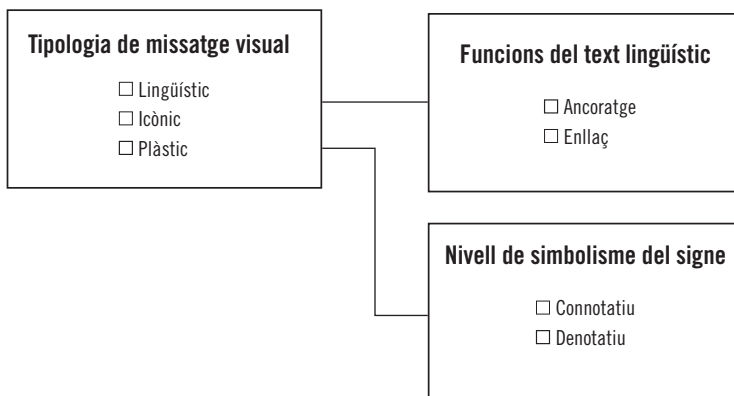 Tipologia de missatge visual
Lingüístic
Icònic
Plàstic
Funcions del text lingüístic
Ancoratge
Enllaç
Nivell de simbolisme del signe
Connotatiu
Denotatiu